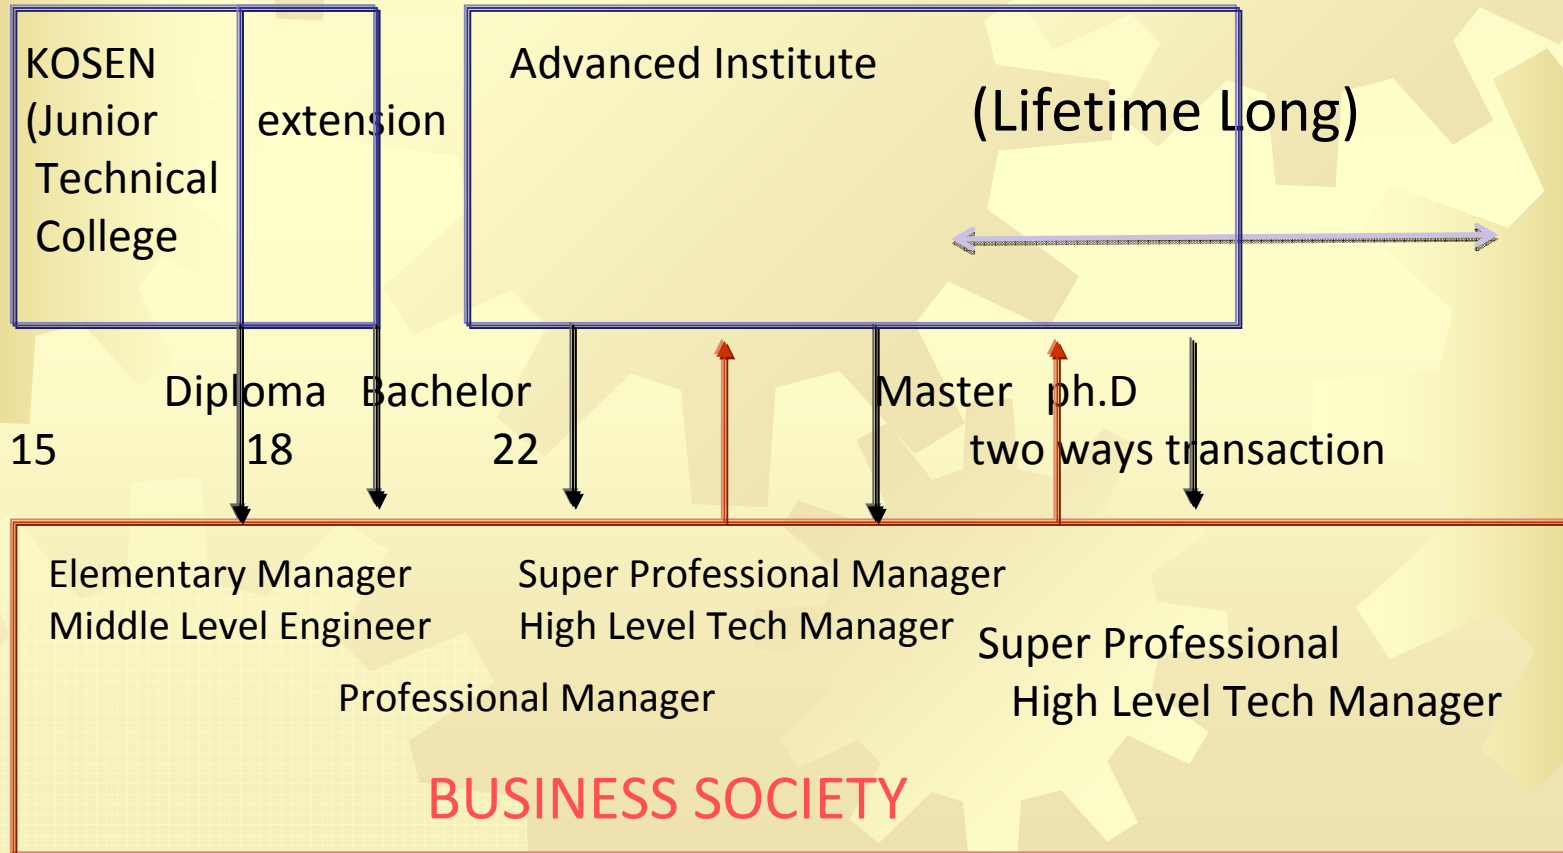 KOSEN
(Junior
Technical
College
extension
Advanced Institute
(Lifetime Long)
Diploma Bachelor
Master ph.D
15 18 22
two ways transaction
Elementary Manager
Middle Level Engineer
Super Professional Manager
High Level Tech Manager
Professional Manager
Super Professional
High Level Tech Manager
BUSINESS SOCIETY